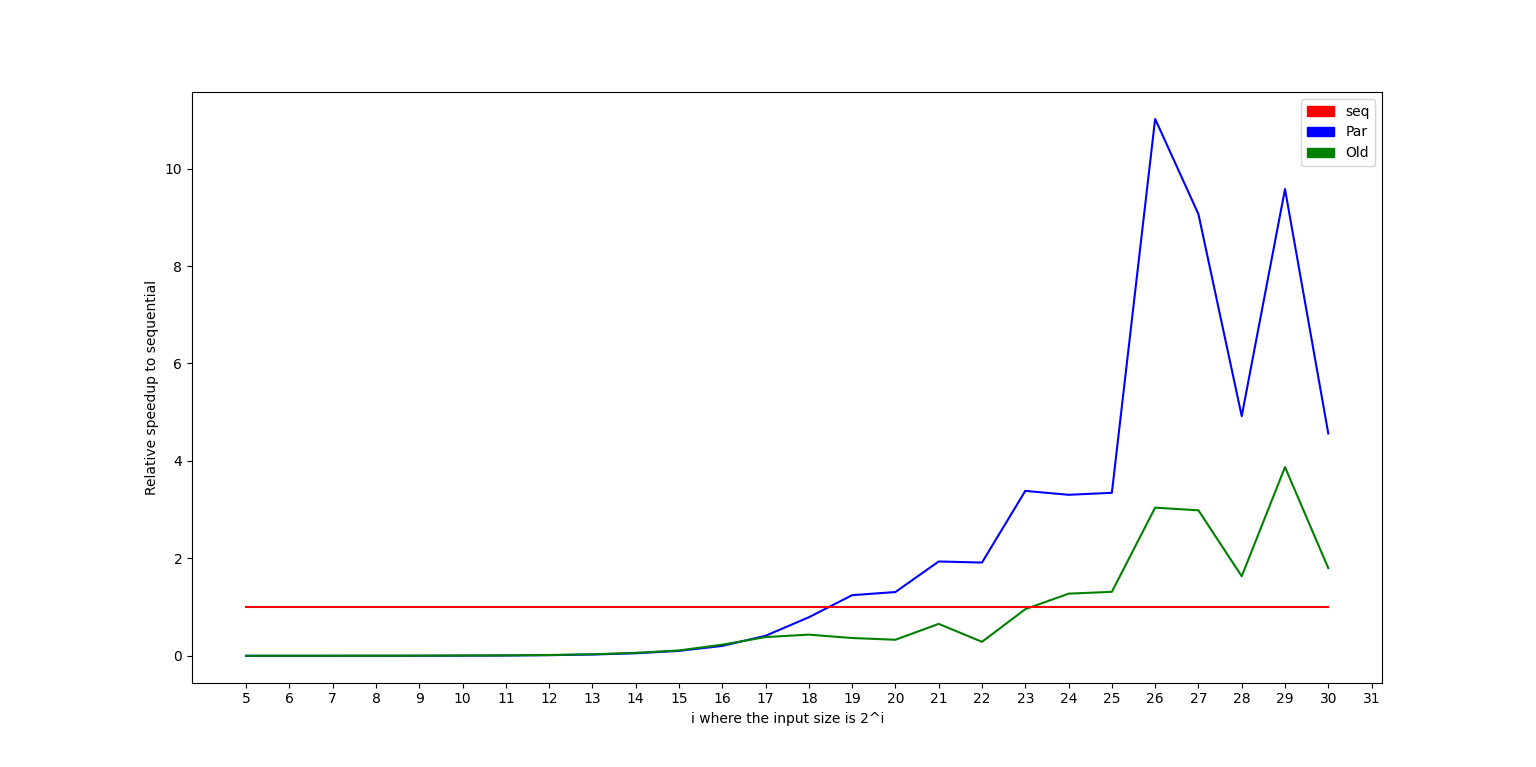 seq
Par
Old
10
8
6
4
2
0
Relative speedup to sequential
5 6 7 8 9 10 11 12 13 14 15 16 17 18 19 20 21 22 23 24 25 26 27 28 29 30 31
i where the input size is 2^i